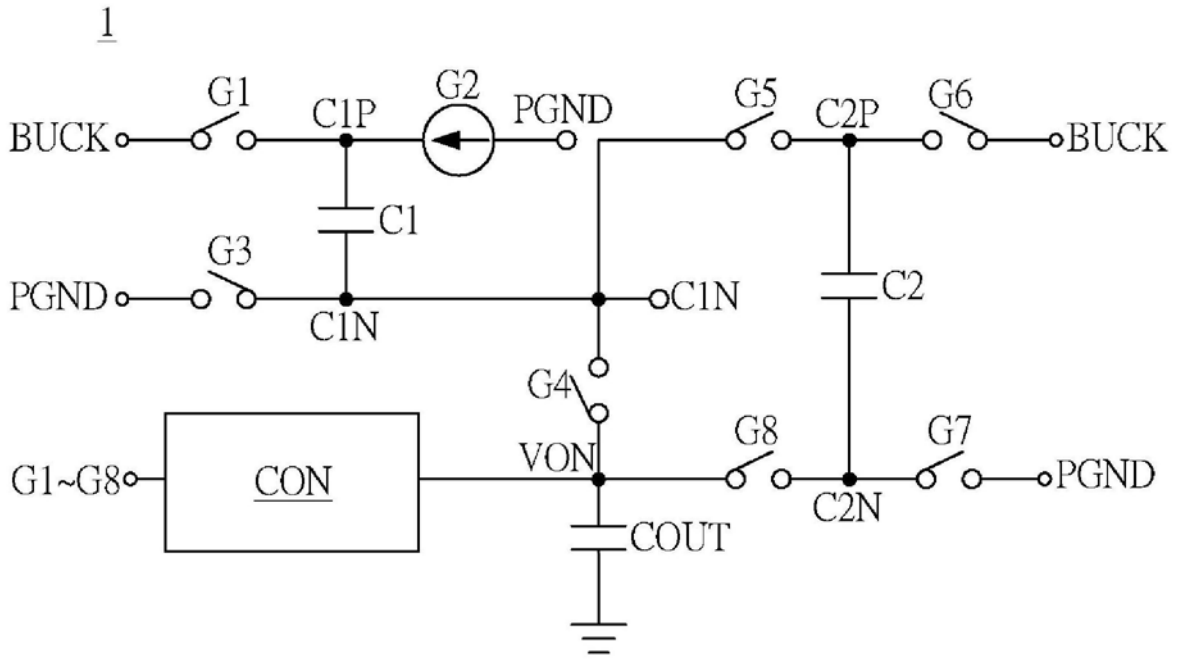 1
G1 C1P G2 PGND G5 C2P G6
BUCK BUCK
C1
G3 C2
PGND C1N C1N
G4
G8 G7
G1~G8 CON VON PGND
C2N
COUT